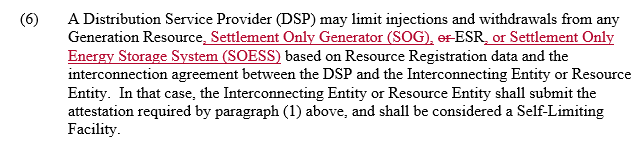 (6) A Distribution Service Provider (DSP) may limit injections and withdrawals from any
Generation Resource, Settlement Only Generator (SOG), or ESR, or Settlement Only
Energy Storage System (SOESS) based on Resource Registration data and the
interconnection agreement between the DSP and the Interconnecting Entity or Resource
Entity.  In that case, the Interconnecting Entity or Resource Entity shall submit the
attestation required by paragraph (1) above, and shall be considered a Self-Limiting
Facility.